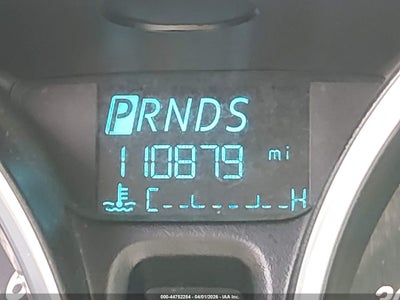 PRNDS
110879 mi
C H
000-44752284 - 04/01/2026 - IAA Inc.